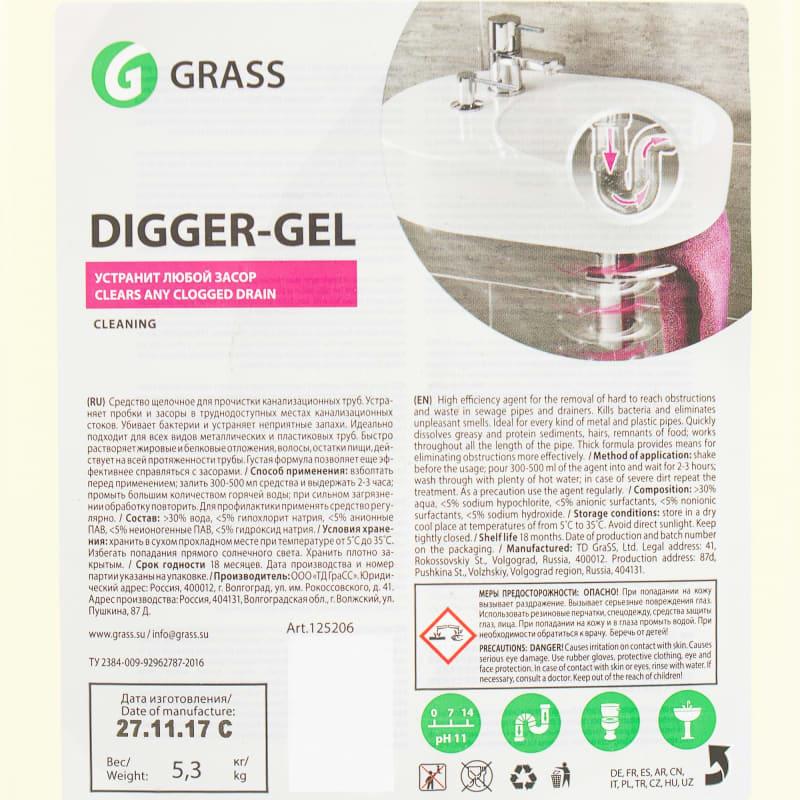 GRASS
DIGGER-GEL
УСТРАНИТ ЛЮБОЙ ЗАСОР
CLEARS ANY CLOGGED DRAIN
CLEANING
(RU) Средство щелочное для прочистки канализационных труб. Устра-
няет пробки и засоры в труднодоступных местах канализационных
стоков. Убивает бактерии и устраняет неприятные запахи. Идеально
подходит для всех видов металлических и пластиковых труб. Быстро
растворяет жировые и белковые отложения, волосы, остатки пищи, дей-
ствует на всей протяженности трубы. Густая формула позволяет еще эф-
фективнее справляться с засорами. / Способ применения: взболтать
перед применением; залить 300-500 мл средства и выдержать 2-3 часа;
промыть большим количеством горячей воды; при сильном загрязне-
нии обработку повторить. Для профилактики применять средство регу-
лярно. / Состав: >30% вода, <5% гипохлорит натрия, <5% анионные
ПАВ, <5% неионогенные ПАВ, <5% гидроксид натрия. / Условия хране-
ния: хранить в сухом прохладном месте при температуре от 5˚C до 35˚C.
Избегать попадания прямого солнечного света. Хранить плотно за-
крытым. / Срок годности 18 месяцев. Дата производства и номер
партии указаны на упаковке. / Производитель: ООО «ТД ГраСС». Юриди-
ческий адрес: Россия, 400012, г. Волгоград, ул. им. Рокоссовского, д. 41.
Адрес производства: Россия, 404131, Волгоградская обл., г. Волжский, ул.
Пушкина, 87 Д.
www.grass.su / info@grass.su
Art.125206
ТУ 2384-009-92962787-2016
Дата изготовления/
Date of manufacture:
27.11.17 С
Вес/
Weight: 5,3 кг/
kg
(EN) High efficiency agent for the removal of hard to reach obstructions
and waste in sewage pipes and drainers. Kills bacteria and eliminates
unpleasant smells. Ideal for every kind of metal and plastic pipes. Quickly
dissolves greasy and protein sediments, hairs, remnants of food; works
throughout all the length of the pipe. Thick formula provides means for
eliminating obstructions more effectively. / Method of application: shake
before the usage; pour 300-500 ml of the agent into and wait for 2-3 hours;
wash through with plenty of hot water; in case of severe dirt repeat the
treatment. As a precaution use the agent regularly. / Composition: >30%
aqua, <5% sodium hypochlorite, <5% anionic surfactants, <5% nonionic
surfactants, <5% sodium hydroxide. / Storage conditions: store in a dry
cool place at temperatures of from 5˚C to 35˚C. Avoid direct sunlight. Keep
tightly closed. / Shelf life 18 months. Date of production and batch number
on the packaging. / Manufactured: TD GraSS, Ltd. Legal address: 41,
Rokossovskiy St., Volgograd, Russia, 400012. Production address: 87d,
Pushkina St., Volzhskiy, Volgograd region, Russia, 404131.
МЕРЫ ПРЕДОСТОРОЖНОСТИ: ОПАСНО! При попадании на кожу
вызывает раздражение. Вызывает серьезные повреждения глаз.
Используйте резиновые перчатки, спецодежду, средства защиты
глаз, лица. При попадании на кожу и в глаза промыть водой. При
необходимости обратиться к врачу. Беречь от детей!
PRECAUTIONS: DANGER! Causes irritation on contact with skin. Causes
serious eye damage. Use rubber gloves, protective clothing, eye and
face protection. In case of contact with skin or eyes, rinse with water. If
necessary, consult a doctor. Keep out of the reach of children!
0 7 14
pH 11
DE, FR, ES, AR, CN,
IT, PL, TR, CZ, HU, UZ